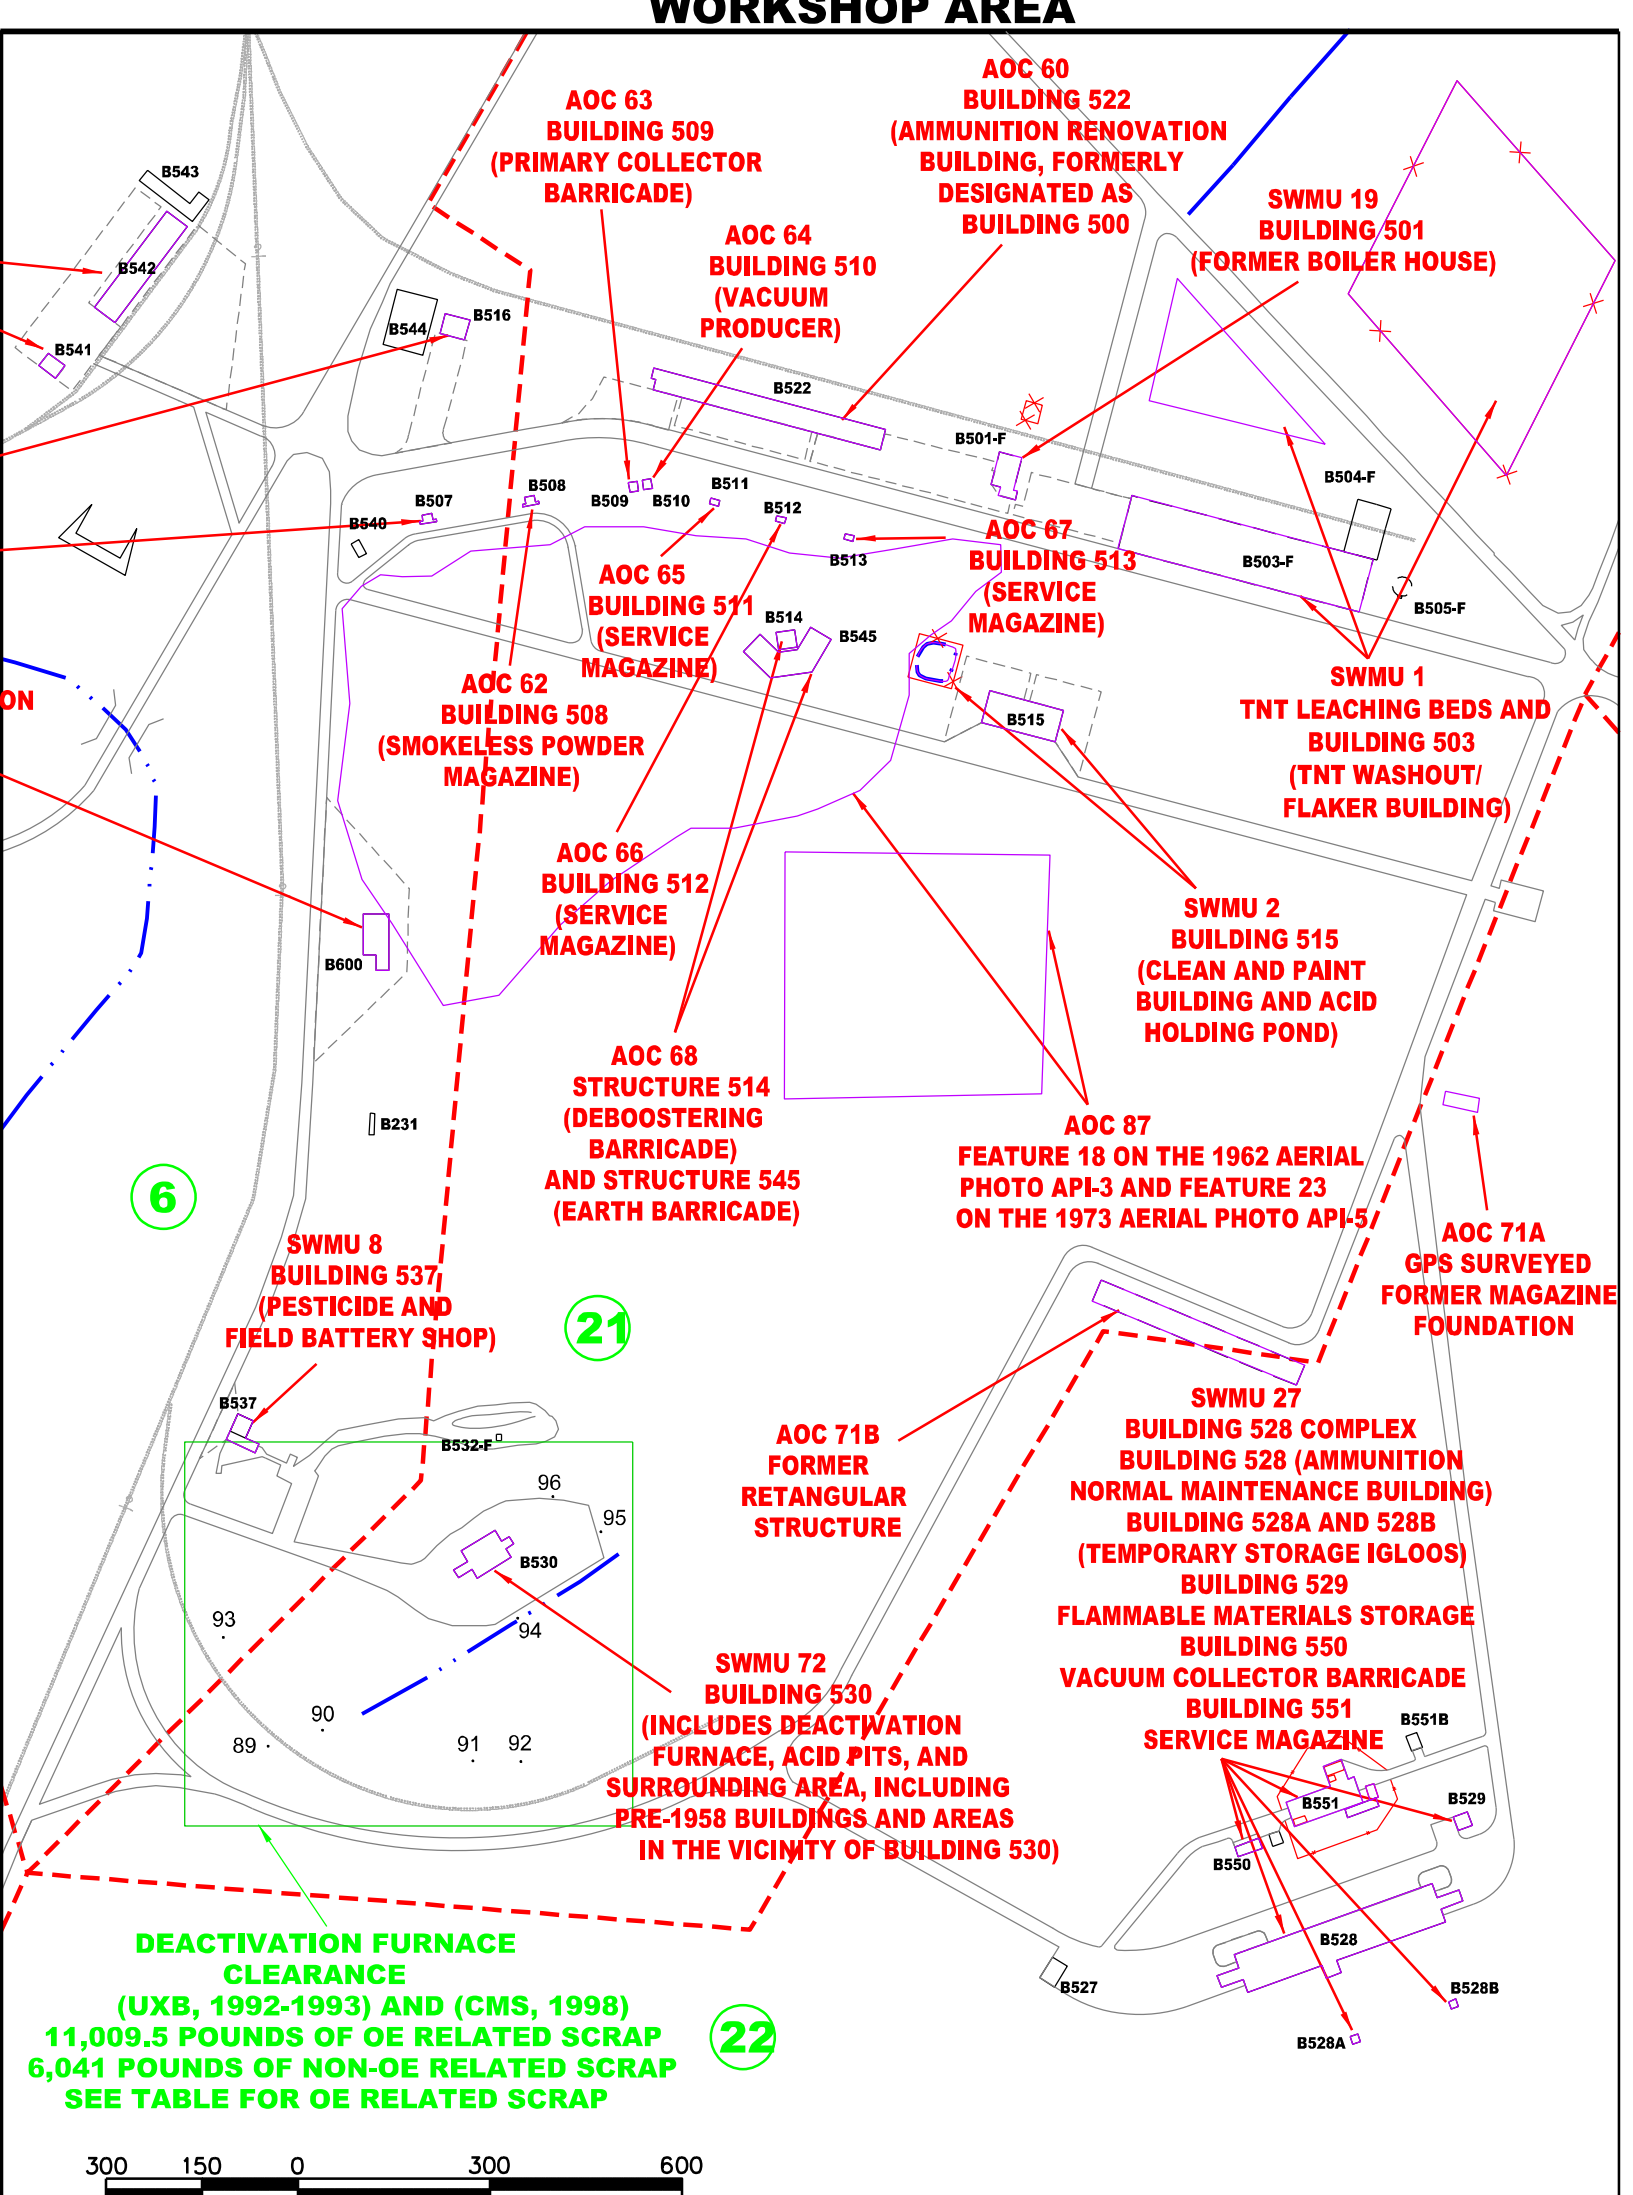 WORKSHOP AREA
AOC 63
BUILDING 509
(PRIMARY COLLECTOR
BARRICADE)
AOC 60
BUILDING 522
(AMMUNITION RENOVATION
BUILDING, FORMERLY
DESIGNATED AS
BUILDING 500
AOC 64
BUILDING 510
(VACUUM
PRODUCER)
SWMU 19
BUILDING 501
(FORMER BOILER HOUSE)
B543
B542
B541
B544
B516
B522
B501-F
B504-F
B507
B508
B509
B510
B511
B512
B513
B540
B503-F
B505-F
AOC 67
BUILDING 513
(SERVICE
MAGAZINE)
AOC 65
BUILDING 511
(SERVICE
MAGAZINE)
B514
B545
B515
ON
AOC 62
BUILDING 508
(SMOKELESS POWDER
MAGAZINE)
SWMU 1
TNT LEACHING BEDS AND
BUILDING 503
(TNT WASHOUT/
FLAKER BUILDING)
AOC 66
BUILDING 512
(SERVICE
MAGAZINE)
SWMU 2
BUILDING 515
(CLEAN AND PAINT
BUILDING AND ACID
HOLDING POND)
B600
B231
AOC 68
STRUCTURE 514
(DEBOOSTERING
BARRICADE)
AND STRUCTURE 545
(EARTH BARRICADE)
AOC 87
FEATURE 18 ON THE 1962 AERIAL
PHOTO API-3 AND FEATURE 23
ON THE 1973 AERIAL PHOTO API-5
AOC 71A
GPS SURVEYED
FORMER MAGAZINE
FOUNDATION
6
21
SWMU 8
BUILDING 537
(PESTICIDE AND
FIELD BATTERY SHOP)
B537
B532-F
AOC 71B
FORMER
RETANGULAR
STRUCTURE
SWMU 27
BUILDING 528 COMPLEX
BUILDING 528 (AMMUNITION
NORMAL MAINTENANCE BUILDING)
BUILDING 528A AND 528B
(TEMPORARY STORAGE IGLOOS)
BUILDING 529
FLAMMABLE MATERIALS STORAGE
BUILDING 550
VACUUM COLLECTOR BARRICADE
BUILDING 551
SERVICE MAGAZINE
96
95
B530
93
94
90
89
91
92
SWMU 72
BUILDING 530
(INCLUDES DEACTIVATION
FURNACE, ACID PITS, AND
SURROUNDING AREA, INCLUDING
PRE-1958 BUILDINGS AND AREAS
IN THE VICINITY OF BUILDING 530)
B551B
B551
B529
B550
B528
B527
B528B
B528A
DEACTIVATION FURNACE
CLEARANCE
(UXB, 1992-1993) AND (CMS, 1998)
11,009.5 POUNDS OF OE RELATED SCRAP
6,041 POUNDS OF NON-OE RELATED SCRAP
SEE TABLE FOR OE RELATED SCRAP
22
300 150 0 300 600